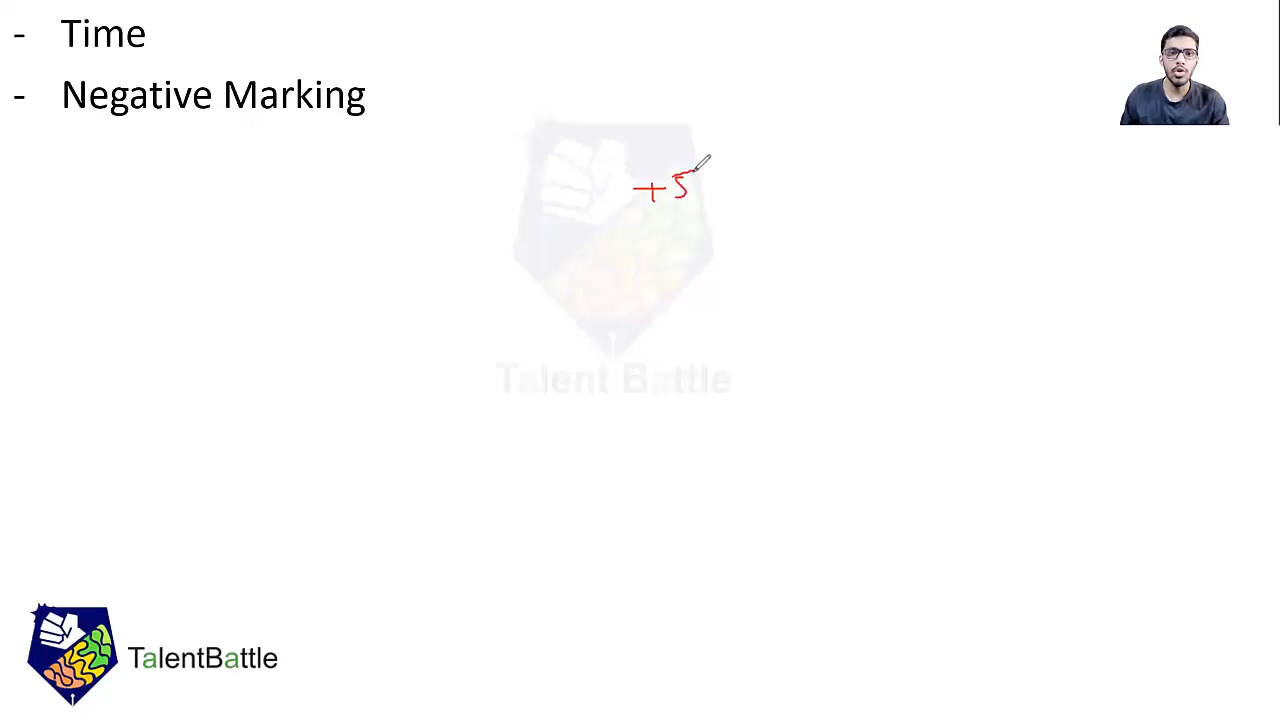 - Time
- Negative Marking
+5
Talent Battle
TalentBattle